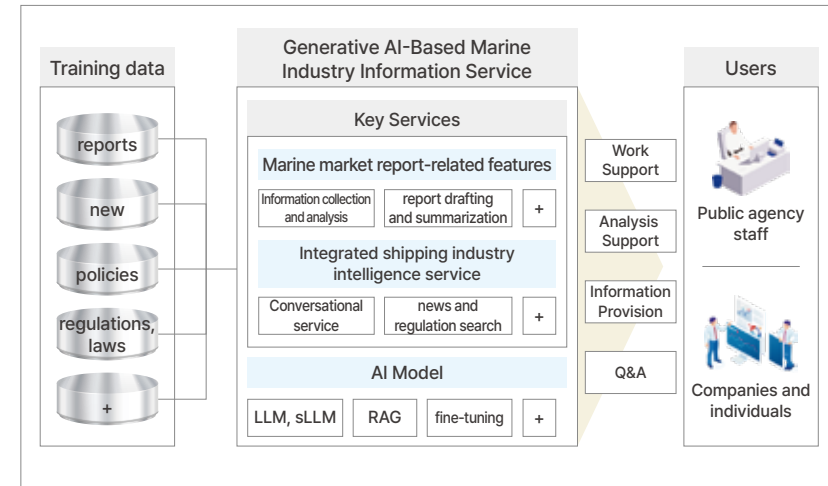 Training data
reports
new
policies
regulations,
laws
+
Generative AI-Based Marine
Industry Information Service
Key Services
Marine market report-related features
Information collection
and analysis
report drafting
and summarization
+
Integrated shipping industry
intelligence service
Conversational
service
news and
regulation search
+
AI Model
LLM, sLLM
RAG
fine-tuning
+
Work
Support
Analysis
Support
Information
Provision
Q&A
Users
Public agency
staff
Companies and
individuals